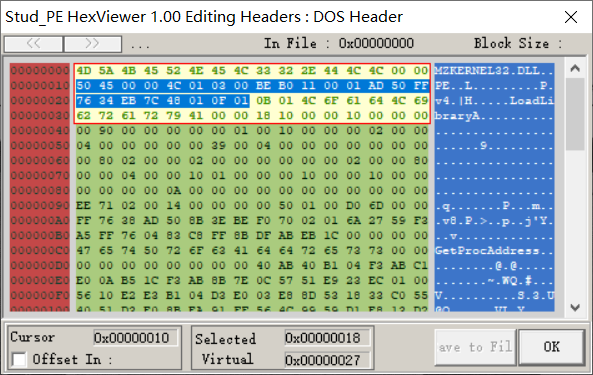 Stud_PE HexViewer 1.00 Editing Headers : DOS Header
<< >> ... In File : 0x00000000 Block Size :
00000000 4D 5A 4B 45 52 4E 45 4C 33 32 2E 44 4C 4C 00 00 MZKERNEL32.DLL..
00000010 50 45 00 00 4C 01 03 00 BE B0 11 00 01 AD 50 FF PE..L.........P.
00000020 76 34 EB 7C 48 01 0F 01 0B 01 4C 6F 61 64 4C 69 v4.|H.....LoadLi
00000030 62 72 61 72 79 41 00 00 18 10 00 00 10 00 00 00 braryA..........
00000040 00 90 00 00 00 00 01 00 10 00 00 00 02 00 00
00000050 04 00 00 00 00 00 39 00 04 00 00 00 00 00 00 00 ......9.........
00000060 00 80 02 00 00 02 00 00 00 00 00 00 02 00 00 80
00000070 00 00 04 00 00 10 01 00 00 00 10 00 00 10 00 00
00000080 00 00 00 00 0A 00 00 00 00 00 00 00 00 00 00 00
00000090 EE 71 02 00 14 00 00 00 00 50 01 00 D0 6D 00 00 .q.......P...m..
000000A0 FF 76 38 AD 50 8B 3E BE F0 70 02 01 6A 27 59 F3 .v8.P.>..p..j'Y.
000000B0 A5 FF 76 04 83 C8 FF 8B DF AB EB 1C 00 00 00 00 ..v.............
000000C0 47 65 74 50 72 6F 63 41 64 64 72 65 73 73 00 00 GetProcAddress..
000000D0 00 00 00 00 00 00 00 00 40 AB 40 B1 04 F3 AB C1 ........@.@.....
000000E0 E0 0A B5 1C F3 AB 8B 7E 0C 57 51 E9 23 EC 01 00 .......~.WQ.#...
000000F0 56 10 E2 E3 B1 04 D3 E0 03 E8 8D 53 18 33 C0 55 V..........S.3.U
Cursor 0x00000010 Selected 0x00000018
Offset In : Virtual 0x00000027
ave to Fil OK